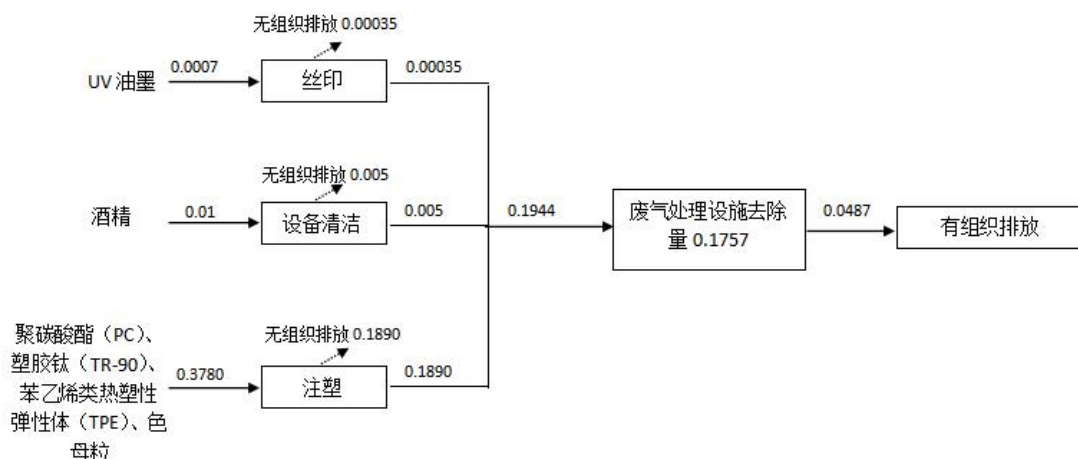 无组织排放 0.00035
UV 油墨
0.0007
丝印
0.00035
无组织排放 0.005
酒精
0.01
设备清洁
0.005
0.1944
废气处理设施去除
量 0.1757
0.0487
有组织排放
无组织排放 0.1890
聚碳酸酯（PC）、
塑胶钛（TR-90）、
苯乙烯类热塑性
弹性体（TPE）、色
母粒
0.3780
注塑
0.1890